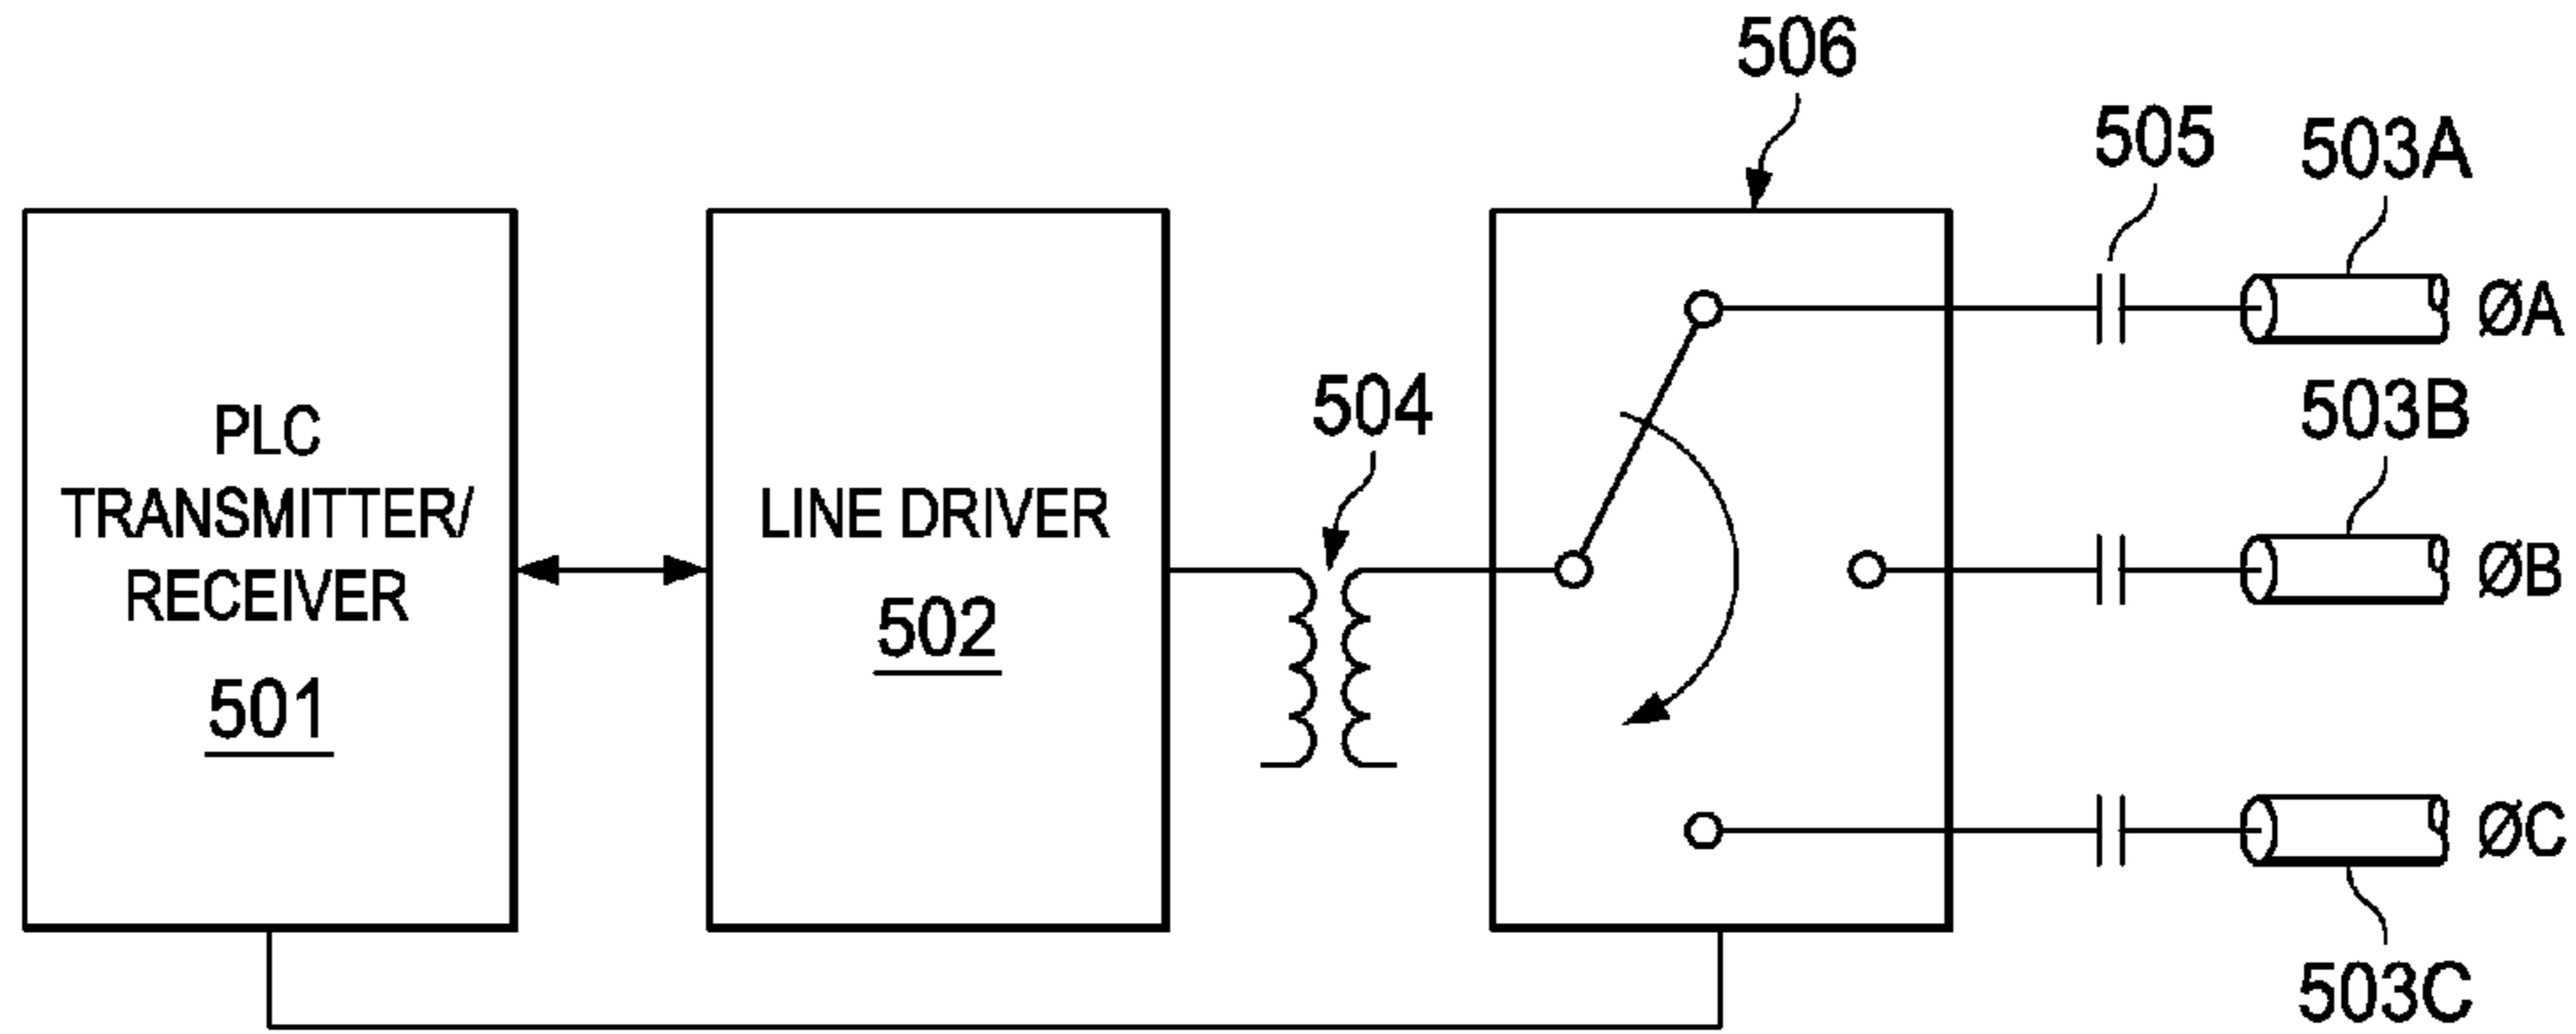 506
505
503A
ØA
504
503B
ØB
PLC
TRANSMITTER/
RECEIVER
501
LINE DRIVER
502
ØC
503C